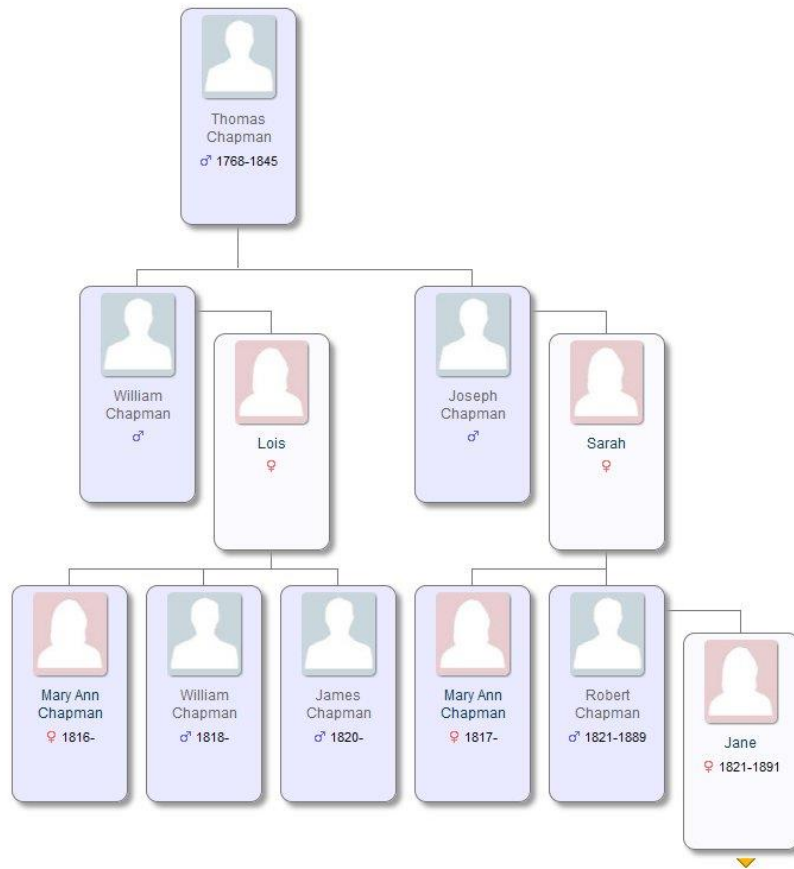 Thomas
Chapman
♂ 1768-1845
William
Chapman
♂
Lois
♀
Joseph
Chapman
♂
Sarah
♀
Mary Ann
Chapman
♀ 1816-
William
Chapman
♂ 1818-
James
Chapman
♂ 1820-
Mary Ann
Chapman
♀ 1817-
Robert
Chapman
♂ 1821-1889
Jane
♀ 1821-1891